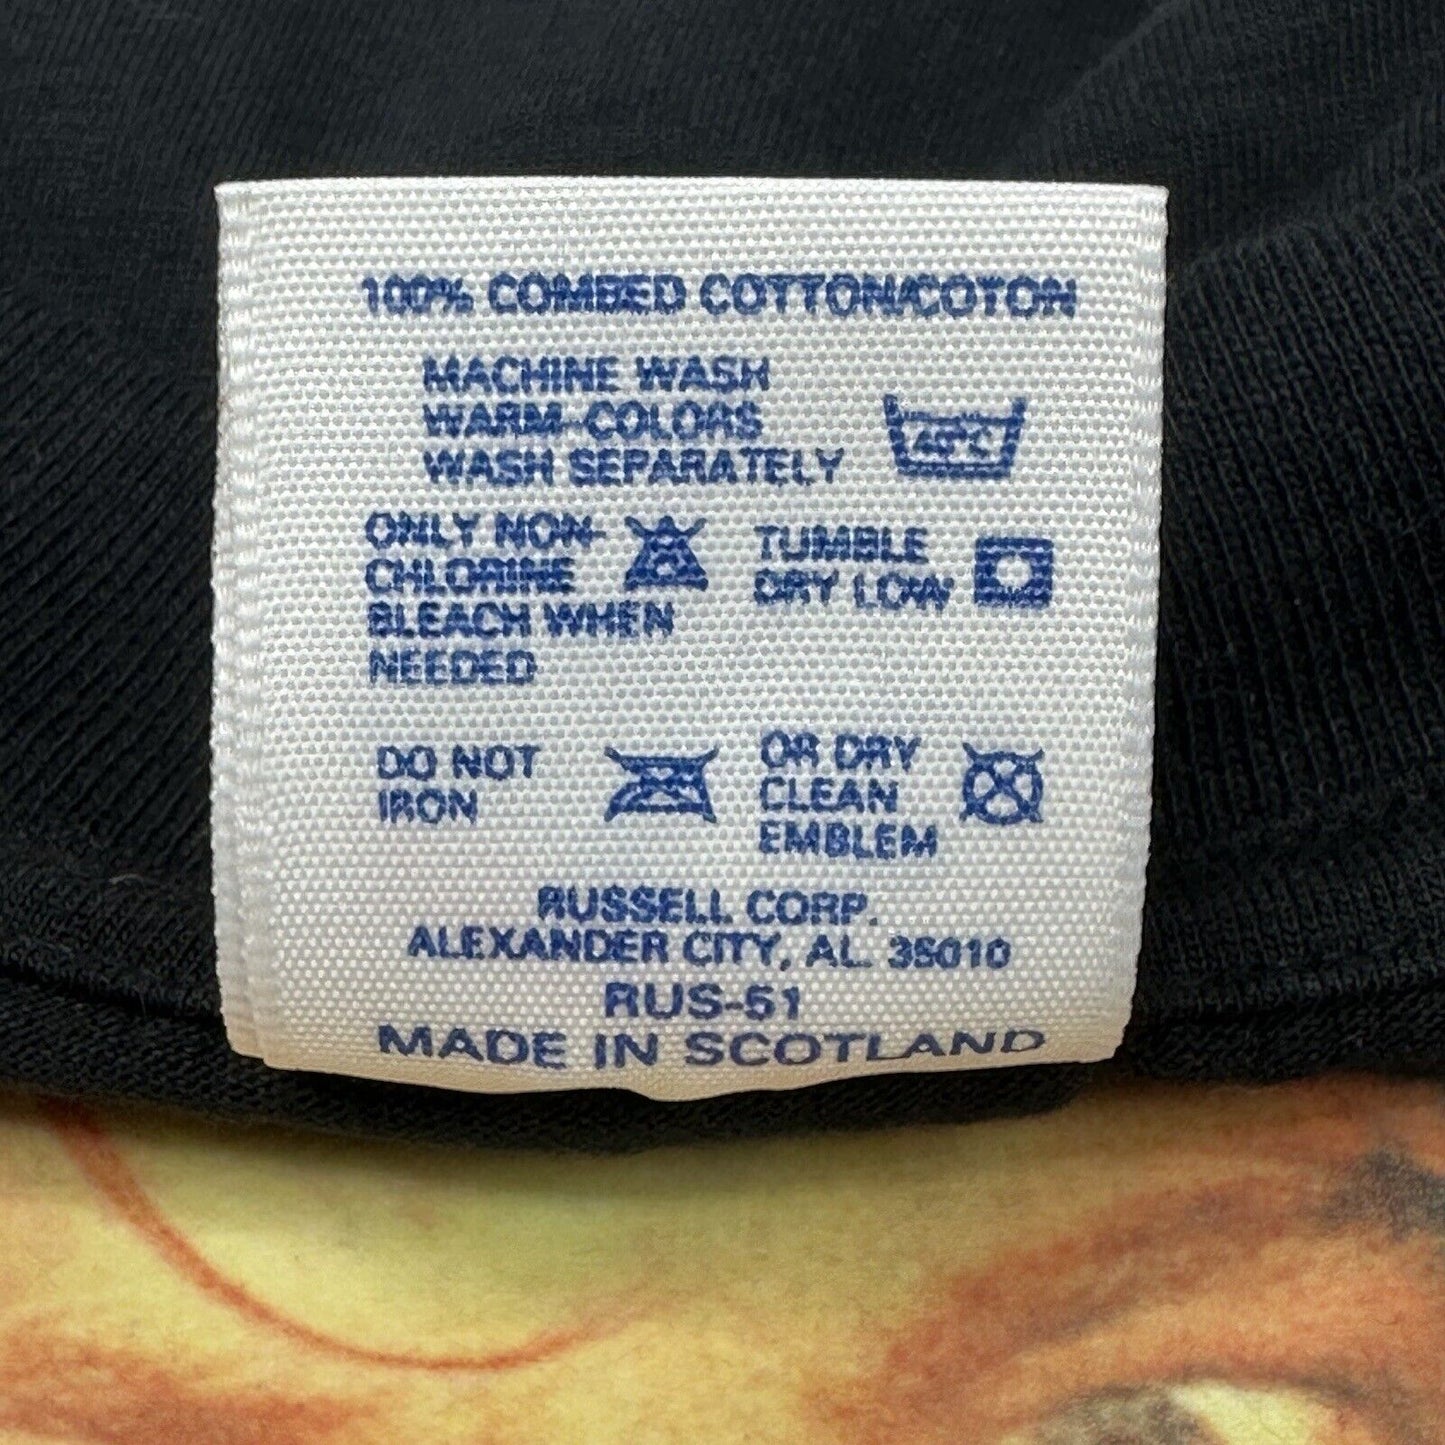 100% COMBED COTTON/COTON
MACHINE WASH
WARM-COLORS
WASH SEPARATELY
40°C
ONLY NON-
CHLORINE
BLEACH WHEN
NEEDED
TUMBLE
DRY LOW
DO NOT
IRON
OR DRY
CLEAN
EMBLEM
RUSSELL CORP.
ALEXANDER CITY, AL. 35010
RUS-51
MADE IN SCOTLAND